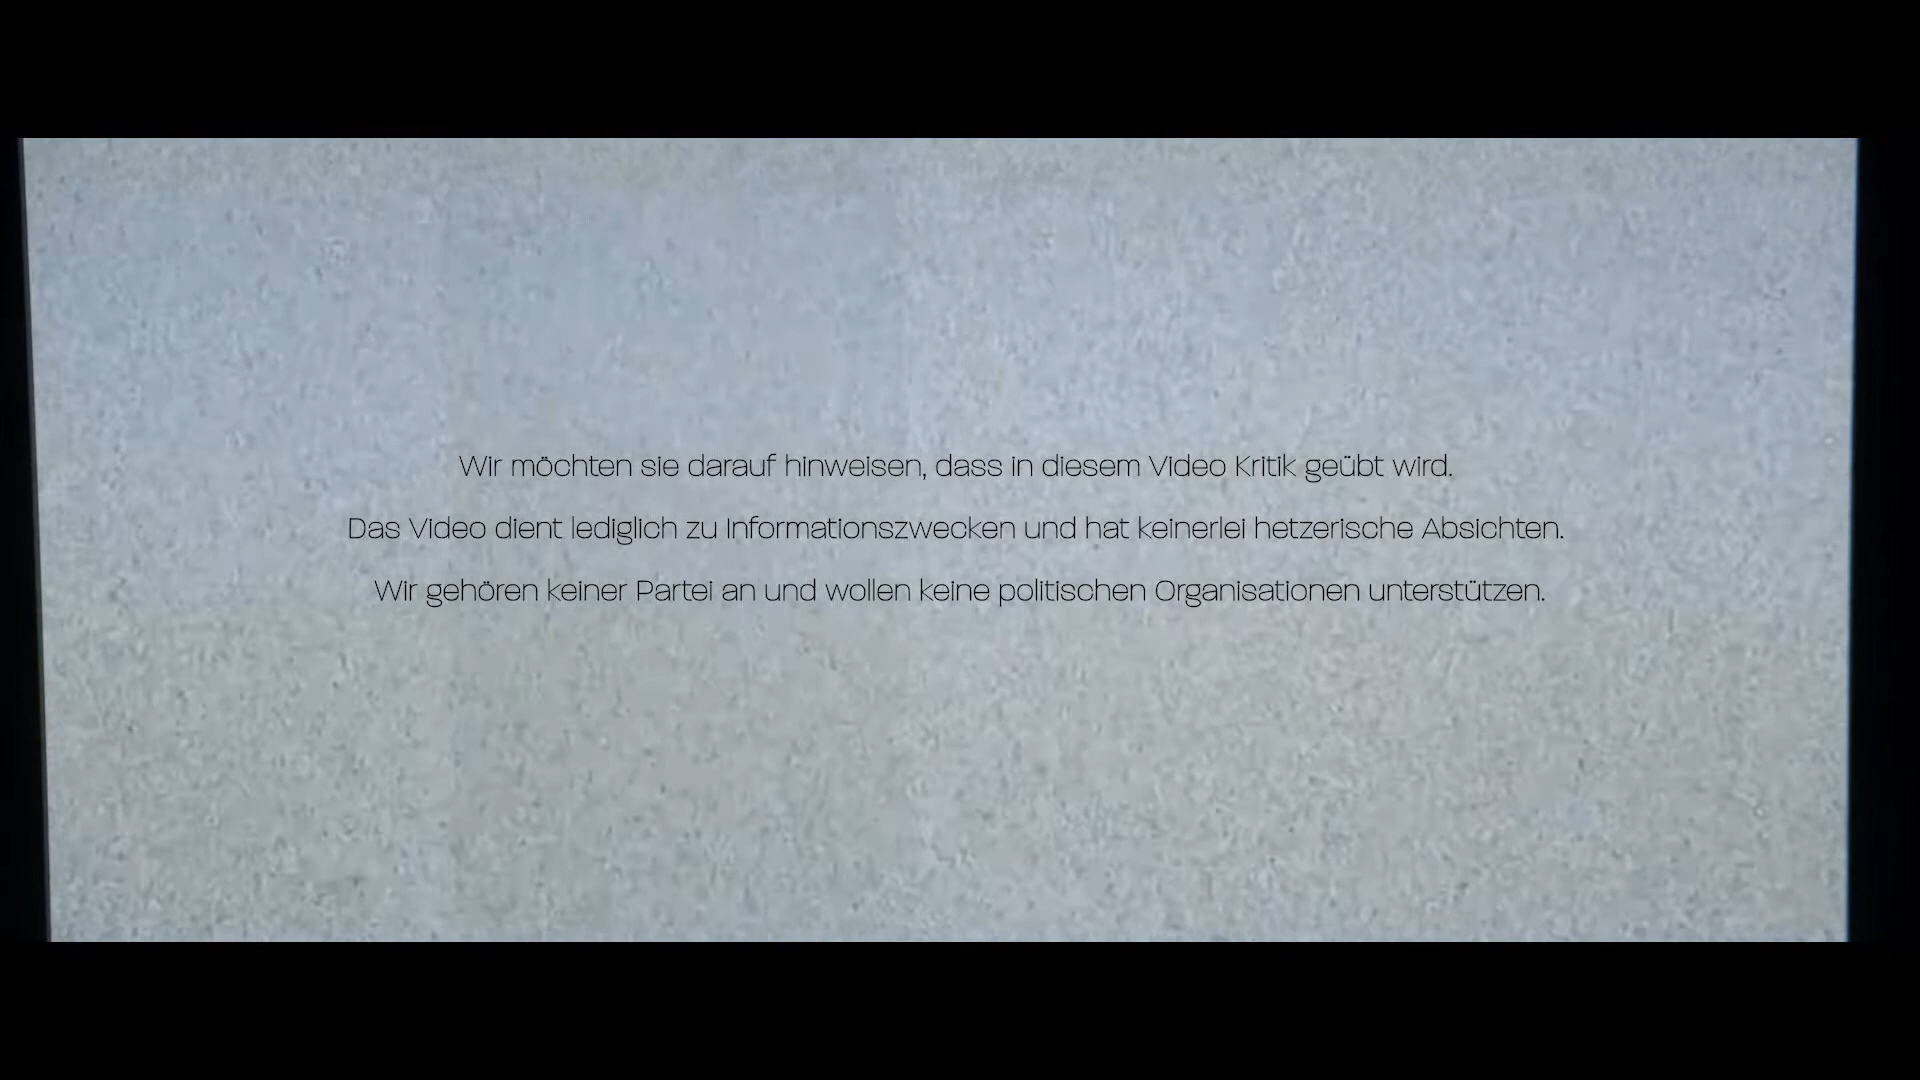 Wir möchten sie darauf hinweisen, dass in diesem Video Kritik geübt wird.
Das Video dient lediglich zu Informationszwecken und hat keinerlei hetzerische Absichten.
Wir gehören keiner Partei an und wollen keine politischen Organisationen unterstützen.